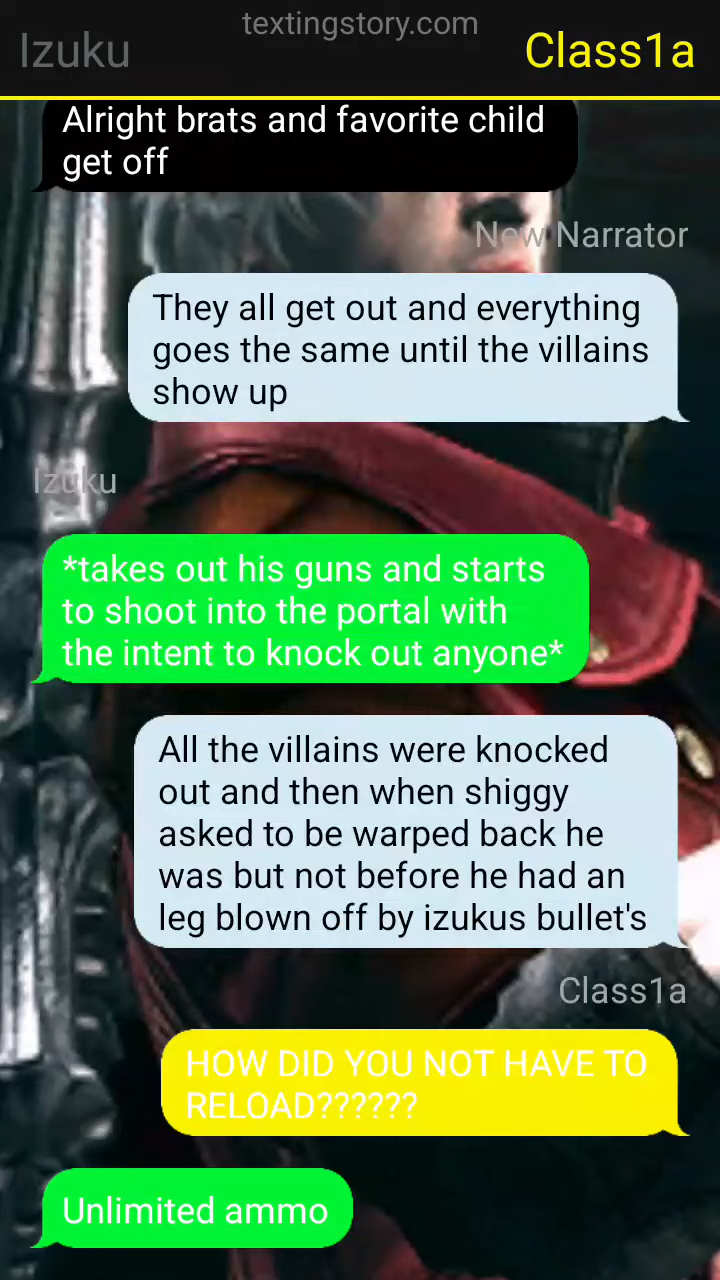 textingstory.com
Izuku
Class1a
Alright brats and favorite child
get off
New Narrator
They all get out and everything
goes the same until the villains
show up
Izuku
*takes out his guns and starts
to shoot into the portal with
the intent to knock out anyone*
All the villains were knocked
out and then when shiggy
asked to be warped back he
was but not before he had an
leg blown off by izukus bullet's
Class1a
HOW DID YOU NOT HAVE TO
RELOAD??????
Unlimited ammo